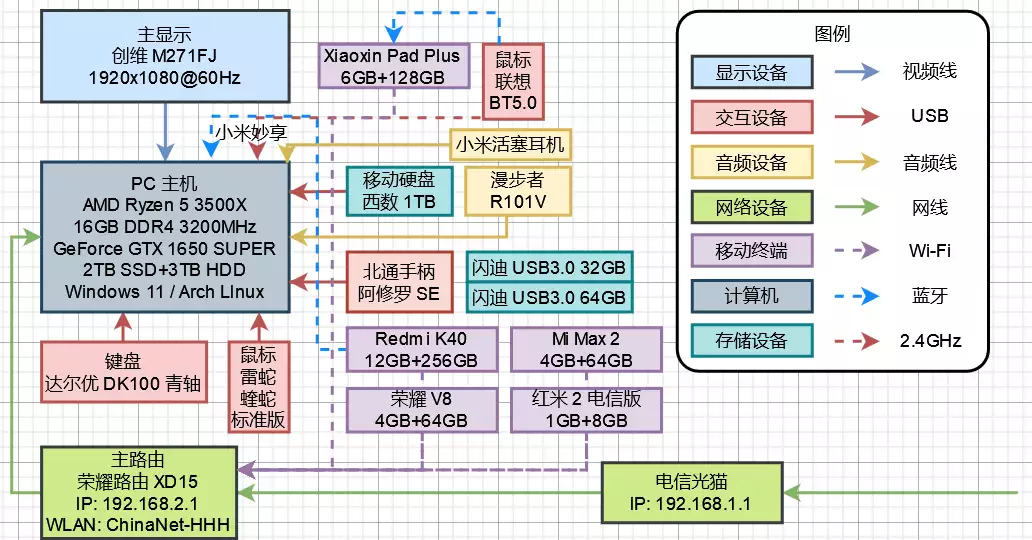 主显示
创维 M271FJ
1920x1080@60Hz
Xiaoxin Pad Plus
6GB+128GB
鼠标
联想
BT5.0
小米妙享
小米活塞耳机
PC 主机
AMD Ryzen 5 3500X
16GB DDR4 3200MHz
GeForce GTX 1650 SUPER
2TB SSD+3TB HDD
Windows 11 / Arch LInux
移动硬盘
西数 1TB
漫步者
R101V
北通手柄
阿修罗 SE
闪迪 USB3.0 32GB
闪迪 USB3.0 64GB
键盘
达尔优 DK100 青轴
鼠标
雷蛇
蝰蛇
标准版
Redmi K40
12GB+256GB
Mi Max 2
4GB+64GB
荣耀 V8
4GB+64GB
红米 2 电信版
1GB+8GB
主路由
荣耀路由 XD15
IP: 192.168.2.1
WLAN: ChinaNet-HHH
电信光猫
IP: 192.168.1.1
图例
显示设备
视频线
交互设备
USB
音频设备
音频线
网络设备
网线
移动终端
Wi-Fi
计算机
蓝牙
存储设备
2.4GHz